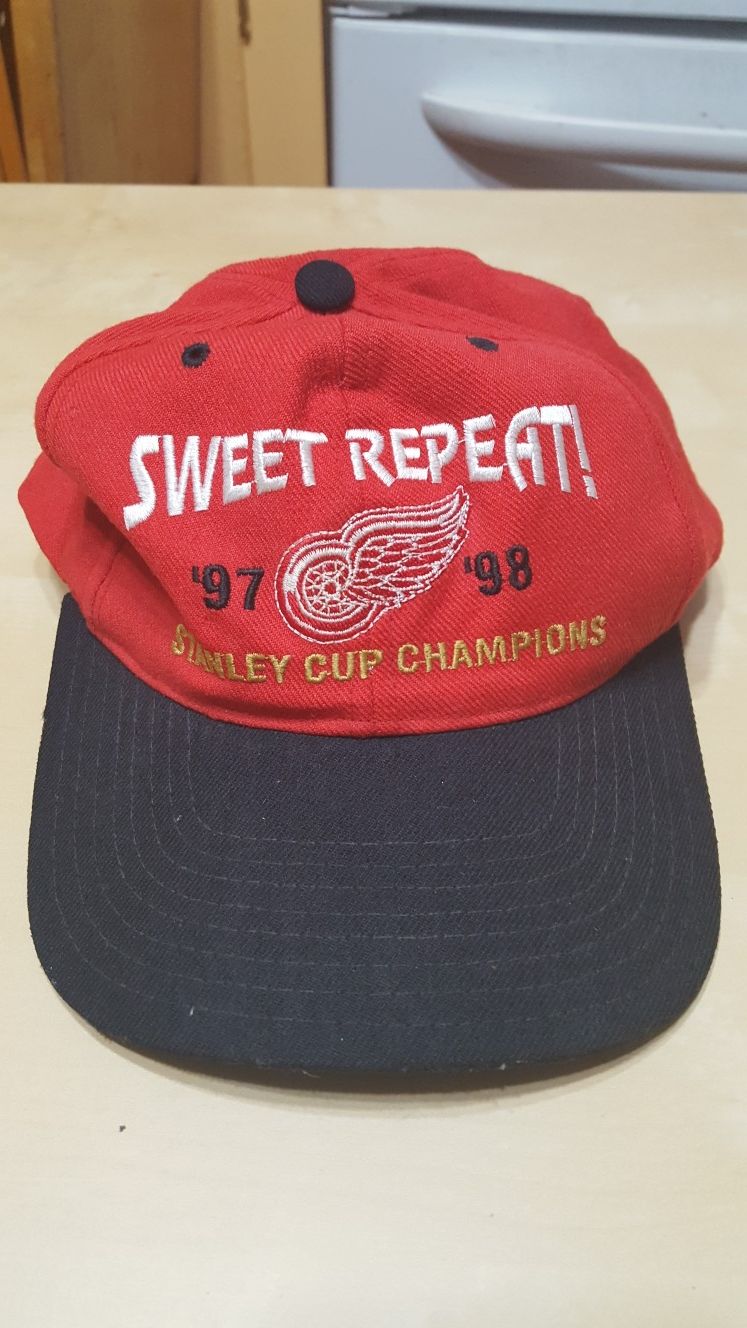 SWEET REPEAT!
'97 '98
STANLEY CUP CHAMPIONS